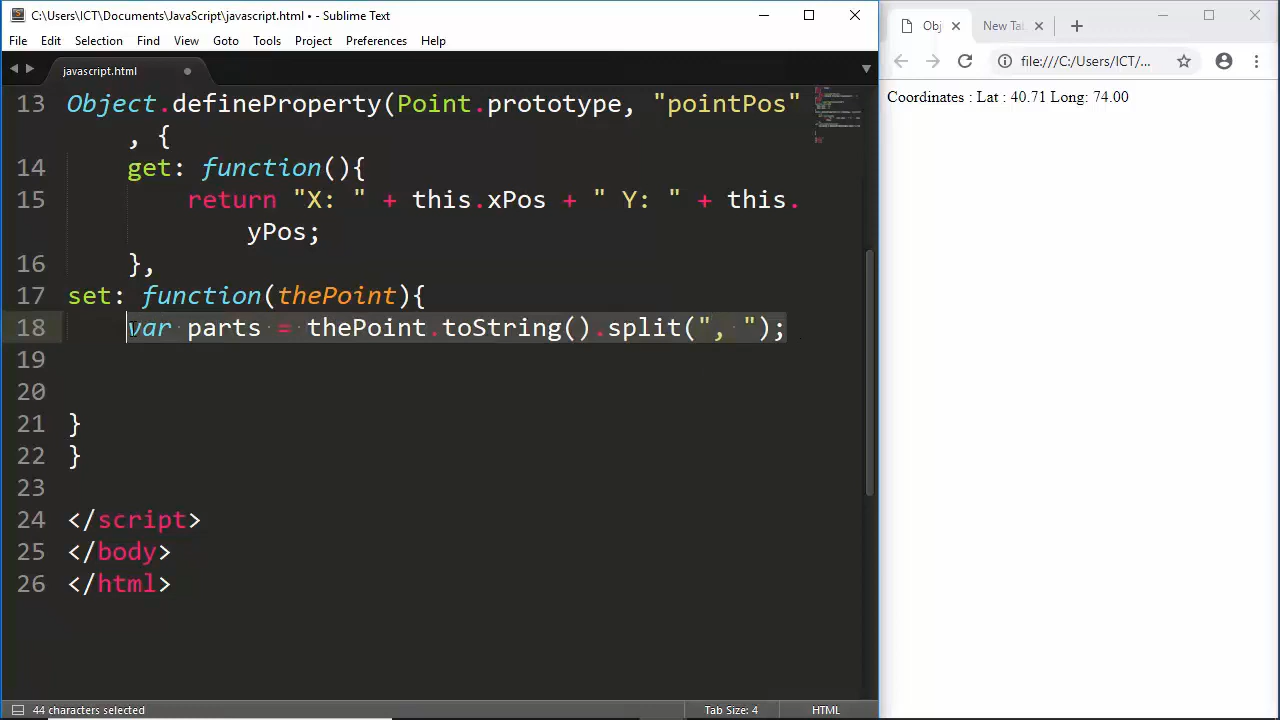 C:\Users\ICT\Documents\JavaScript\javascript.html • - Sublime Text
File Edit Selection Find View Goto Tools Project Preferences Help
javascript.html
13 Object.defineProperty(Point.prototype, "pointPos"
, {
14 get: function(){
15 return "X: " + this.xPos + " Y: " + this.
yPos;
16 },
17 set: function(thePoint){
18 var parts = thePoint.toString().split(", ");
19
20
21 }
22 }
23
24 </script>
25 </body>
26 </html>
44 characters selected Tab Size: 4 HTML
Obj New Tab
file:///C:/Users/ICT/...
Coordinates : Lat : 40.71 Long: 74.00